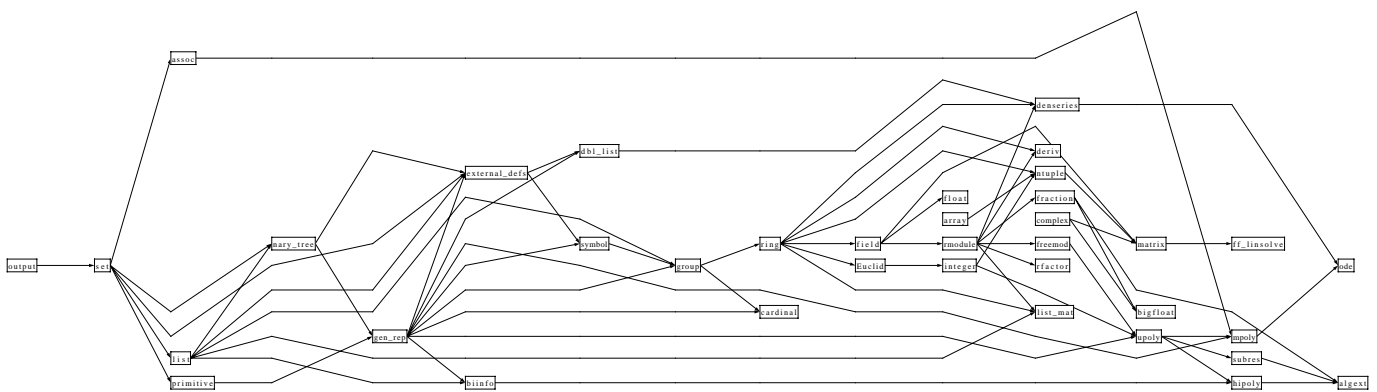 assoc
denseries
dbl_list
deriv
external_defs
ntuple
float
fraction
array
complex
nary_tree
symbol
ring
field
rmodule
freemod
matrix
ff_linsolve
output
set
group
Euclid
integer
rfactor
ode
cardinal
list_mat
bigfloat
gen_rep
upoly
mpoly
list
subres
primitive
biinfo
hipoly
algext